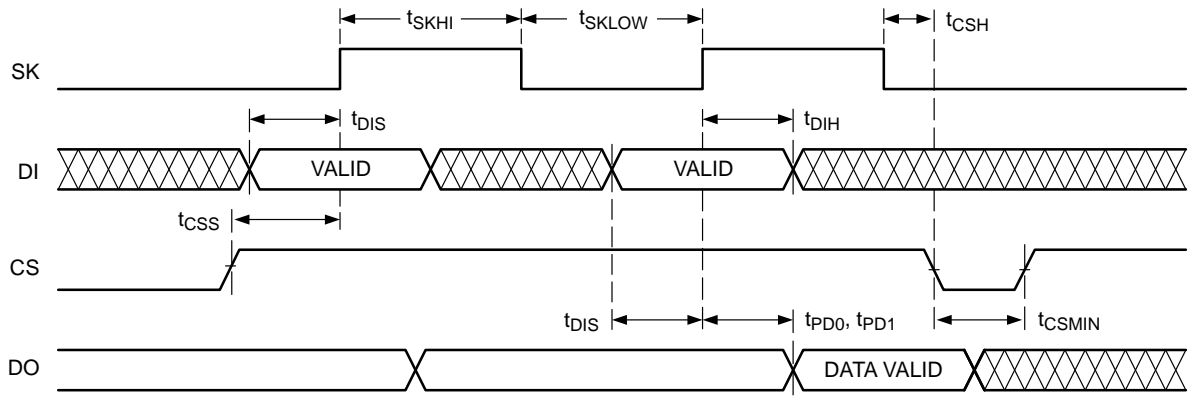 tSKHI tSKLOW tCSH
SK
tDIS tDIH
DI VALID VALID
tCSS
CS
tDIS tPD0, tPD1 tCSMIN
DO DATA VALID